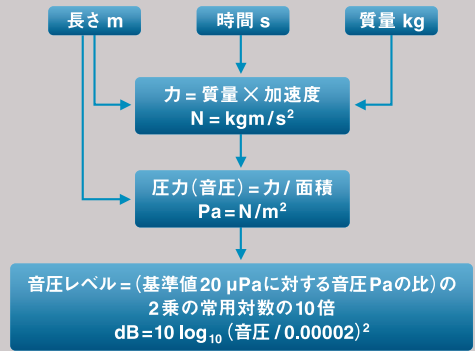 長さ m
時間 s
質量 kg
力＝質量×加速度
N = kgm/s²
圧力（音圧）＝力/面積
Pa＝N/m²
音圧レベル＝（基準値20 μPaに対する音圧Paの比）の
2乗の常用対数の10倍
dB＝10 log₁₀（音圧/0.00002）²